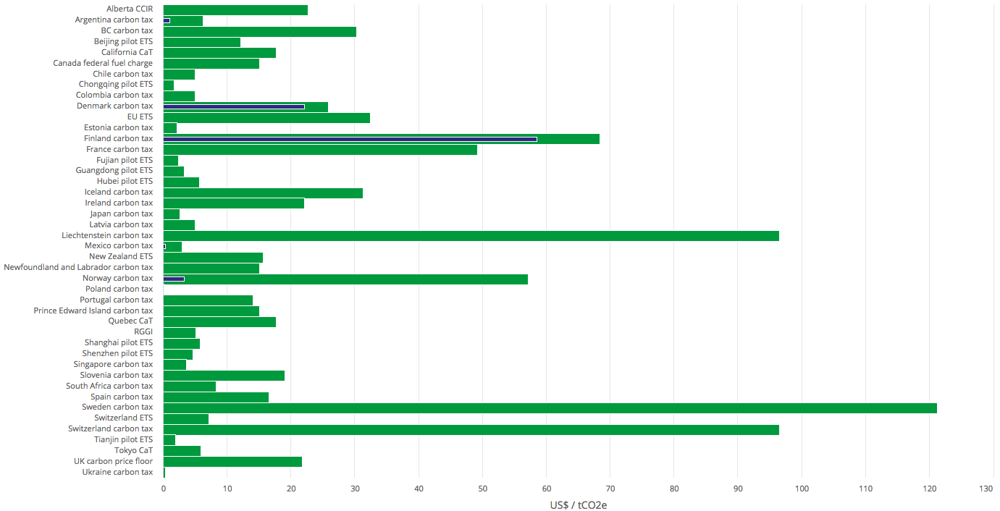 Alberta CCIR
Argentina carbon tax
BC carbon tax
Beijing pilot ETS
California CaT
Canada federal fuel charge
Chile carbon tax
Chongqing pilot ETS
Colombia carbon tax
Denmark carbon tax
EU ETS
Estonia carbon tax
Finland carbon tax
France carbon tax
Fujian pilot ETS
Guangdong pilot ETS
Hubei pilot ETS
Iceland carbon tax
Ireland carbon tax
Japan carbon tax
Latvia carbon tax
Liechtenstein carbon tax
Mexico carbon tax
New Zealand ETS
Newfoundland and Labrador carbon tax
Norway carbon tax
Poland carbon tax
Portugal carbon tax
Prince Edward Island carbon tax
Quebec CaT
RGGI
Shanghai pilot ETS
Shenzhen pilot ETS
Singapore carbon tax
Slovenia carbon tax
South Africa carbon tax
Spain carbon tax
Sweden carbon tax
Switzerland ETS
Switzerland carbon tax
Tianjin pilot ETS
Tokyo CaT
UK carbon price floor
Ukraine carbon tax
0 10 20 30 40 50 60 70 80 90 100 110 120 130
US$ / tCO2e